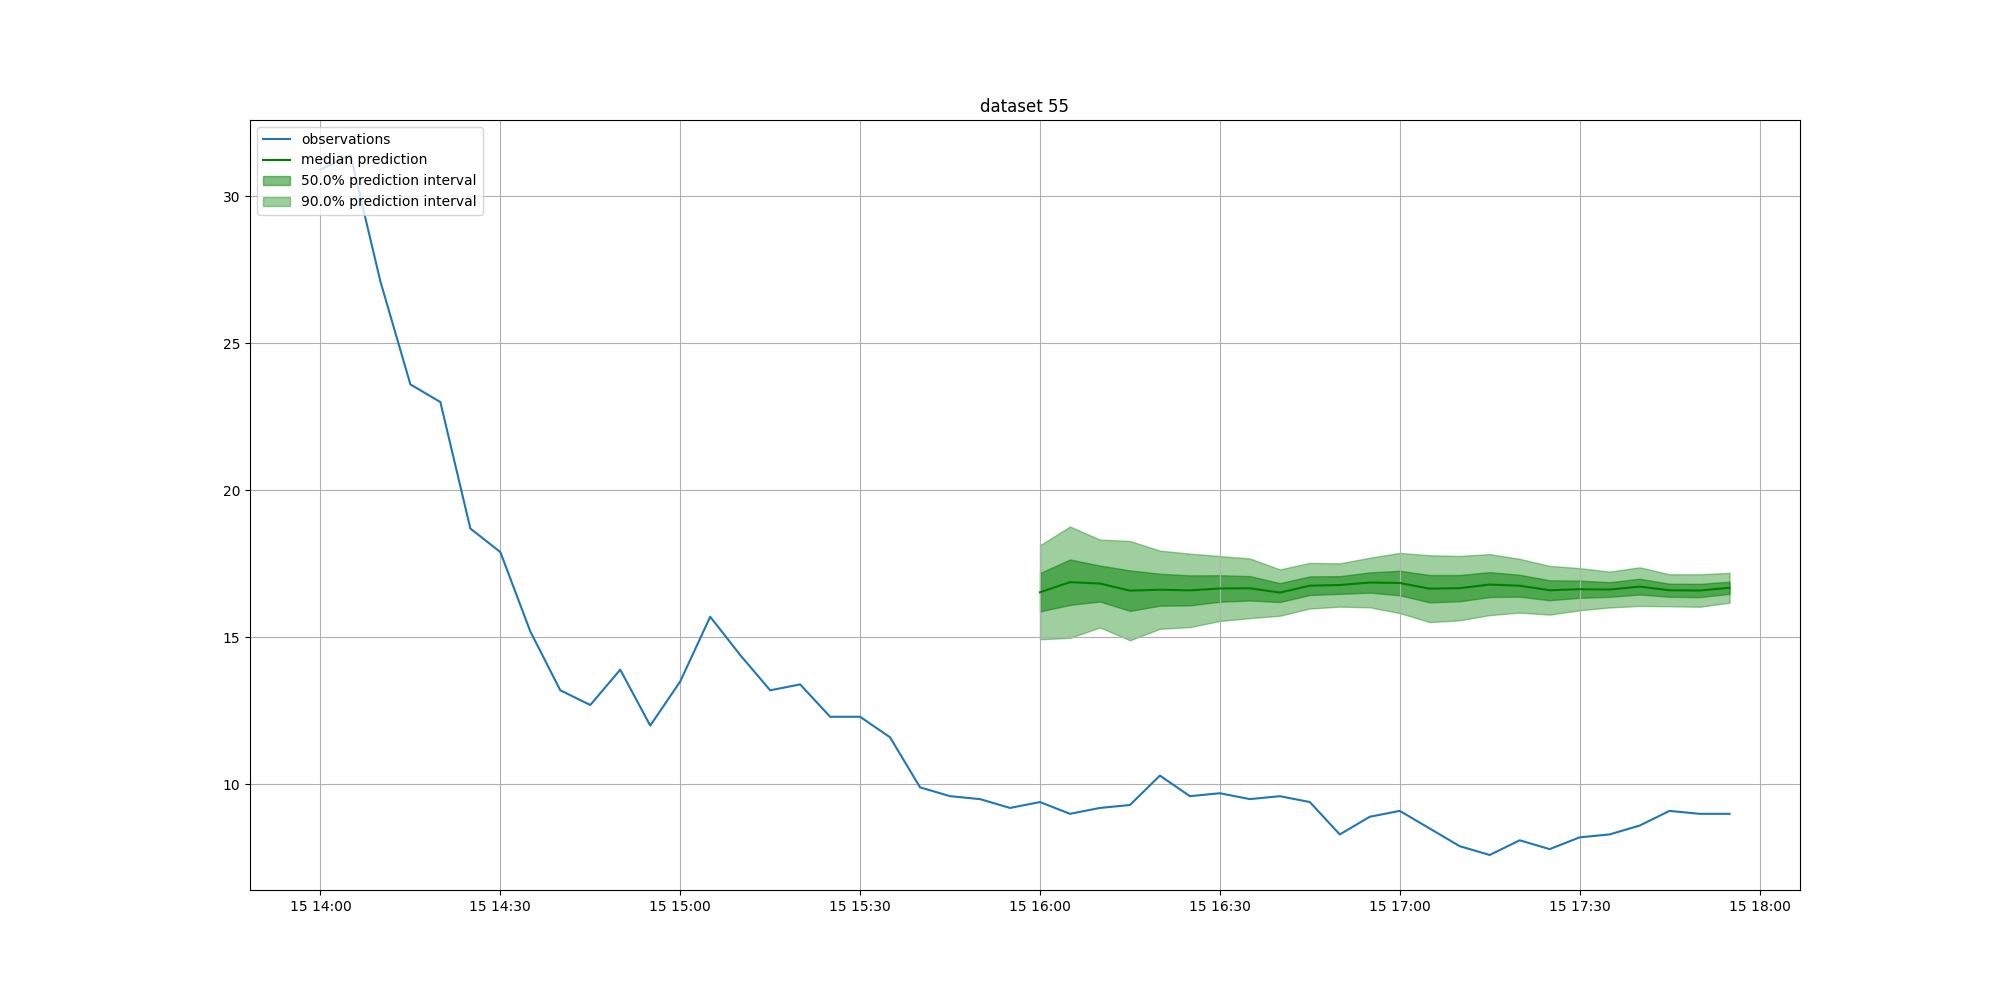 dataset 55
observations
median prediction
50.0% prediction interval
90.0% prediction interval
30
25
20
15
10
15 14:00 15 14:30 15 15:00 15 15:30 15 16:00 15 16:30 15 17:00 15 17:30 15 18:00